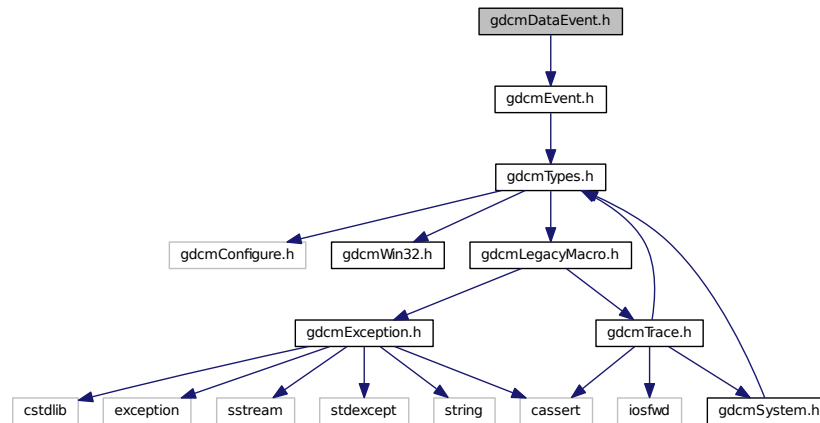 gdcmDataEvent.h
gdcmEvent.h
gdcmTypes.h
gdcmConfigure.h
gdcmWin32.h
gdcmLegacyMacro.h
gdcmException.h
gdcmTrace.h
cstdlib
exception
sstream
stdexcept
string
cassert
iosfwd
gdcmSystem.h